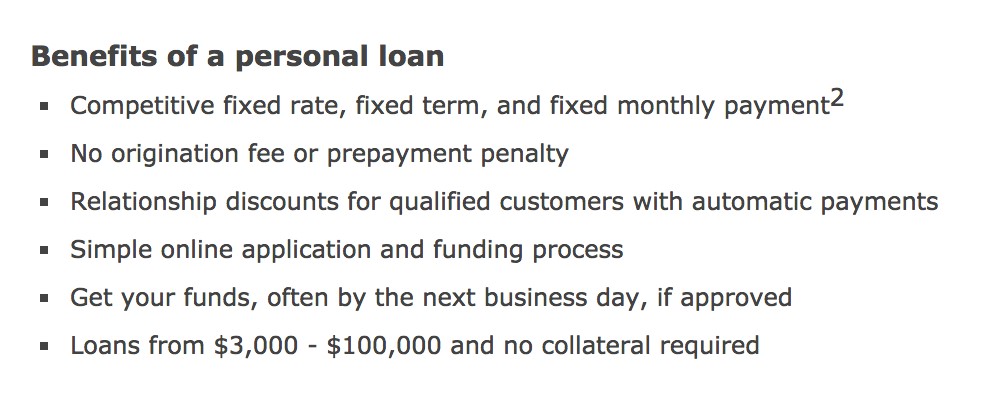 Benefits of a personal loan
▪ Competitive fixed rate, fixed term, and fixed monthly payment2
▪ No origination fee or prepayment penalty
▪ Relationship discounts for qualified customers with automatic payments
▪ Simple online application and funding process
▪ Get your funds, often by the next business day, if approved
▪ Loans from $3,000 - $100,000 and no collateral required